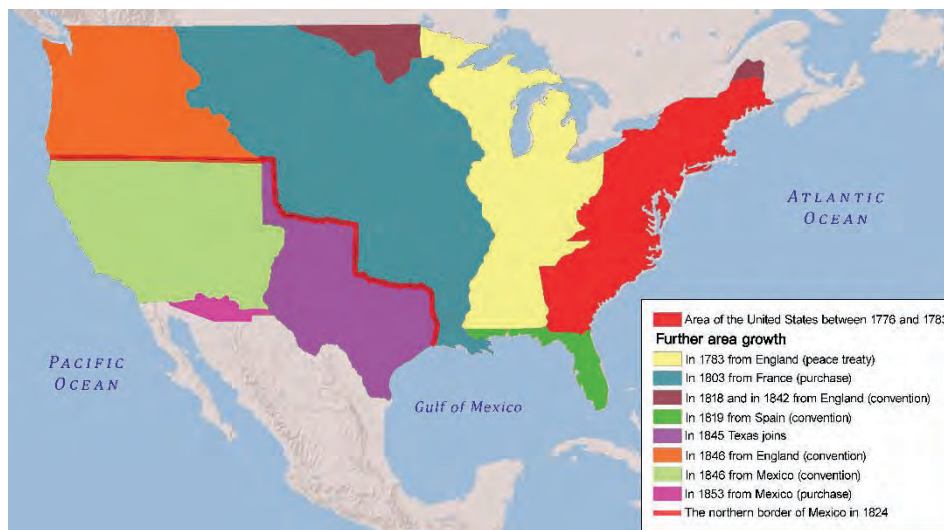 ATLANTIC
OCEAN
PACIFIC
OCEAN
Gulf of Mexico
Area of the United States between 1776 and 1783
Further area growth
In 1783 from England (peace treaty)
In 1803 from France (purchase)
In 1818 and in 1842 from England (convention)
In 1819 from Spain (convention)
In 1845 Texas joins
In 1846 from England (convention)
In 1846 from Mexico (convention)
In 1853 from Mexico (purchase)
The northern border of Mexico in 1824